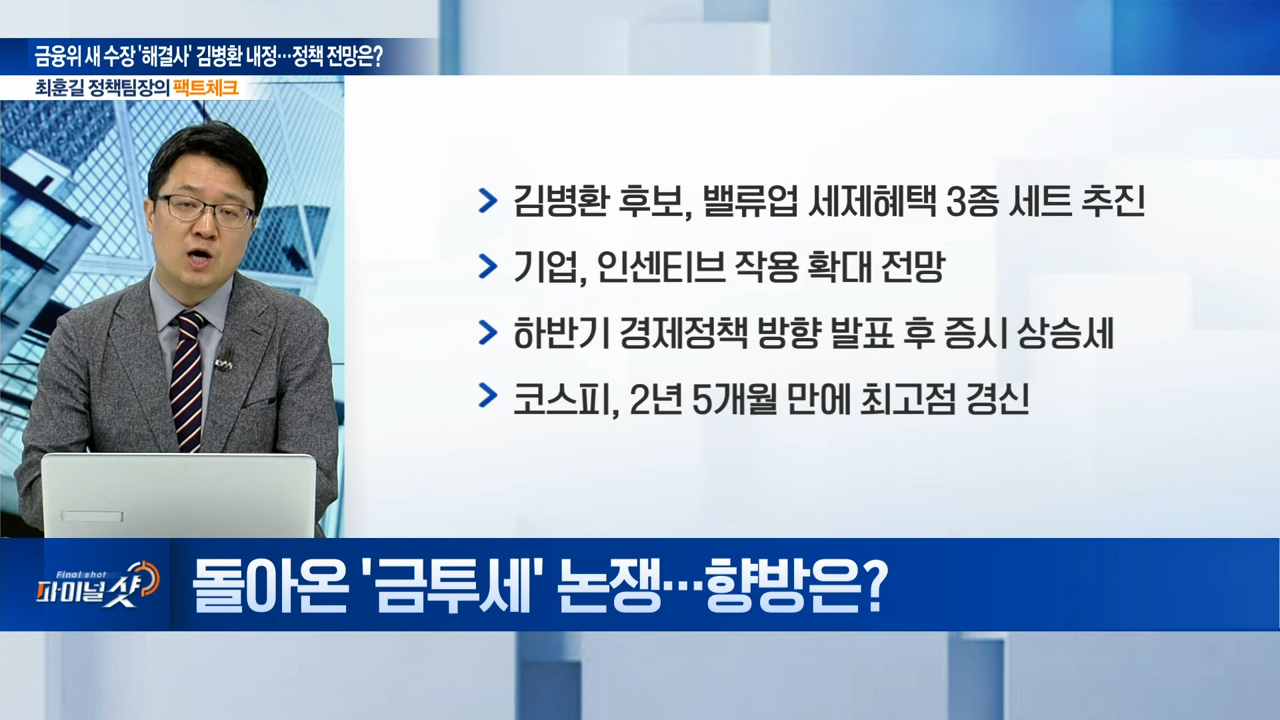 금융위 새 수장 '해결사' 김병환 내정…정책 전망은?
최훈길 정책팀장의 팩트체크
> 김병환 후보, 밸류업 세제혜택 3종 세트 추진
> 기업, 인센티브 작용 확대 전망
> 하반기 경제정책 방향 발표 후 증시 상승세
> 코스피, 2년 5개월 만에 최고점 경신
Final shot
파이널샷
돌아온 '금투세' 논쟁…향방은?